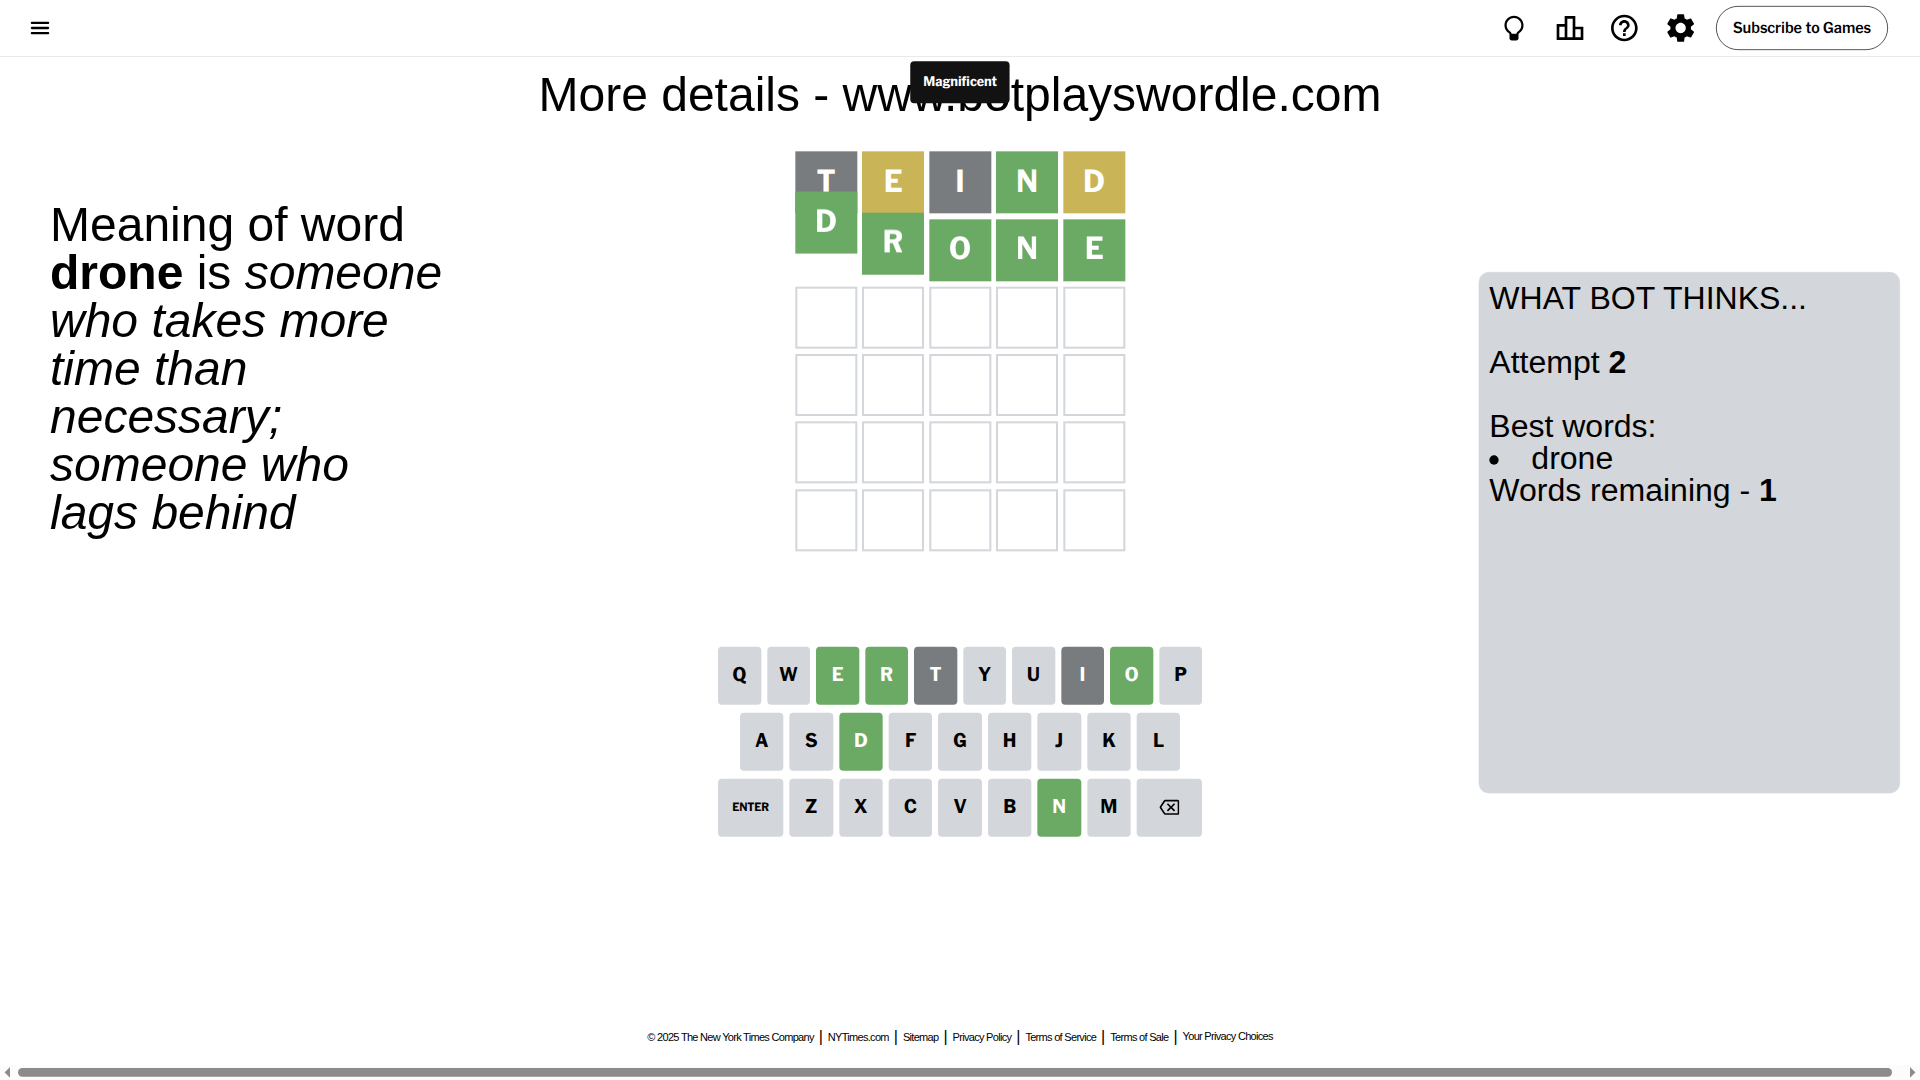 Subscribe to Games
Magnificent
More details - www.botplayswordle.com
Meaning of word
drone is someone
who takes more
time than
necessary;
someone who
lags behind
T E I N D
D R O N E
WHAT BOT THINKS...
Attempt 2
Best words:
• drone
Words remaining - 1
Q W E R T Y U I O P
A S D F G H J K L
ENTER Z X C V B N M
© 2025 The New York Times Company | NYTimes.com | Sitemap | Privacy Policy | Terms of Service | Terms of Sale | Your Privacy Choices